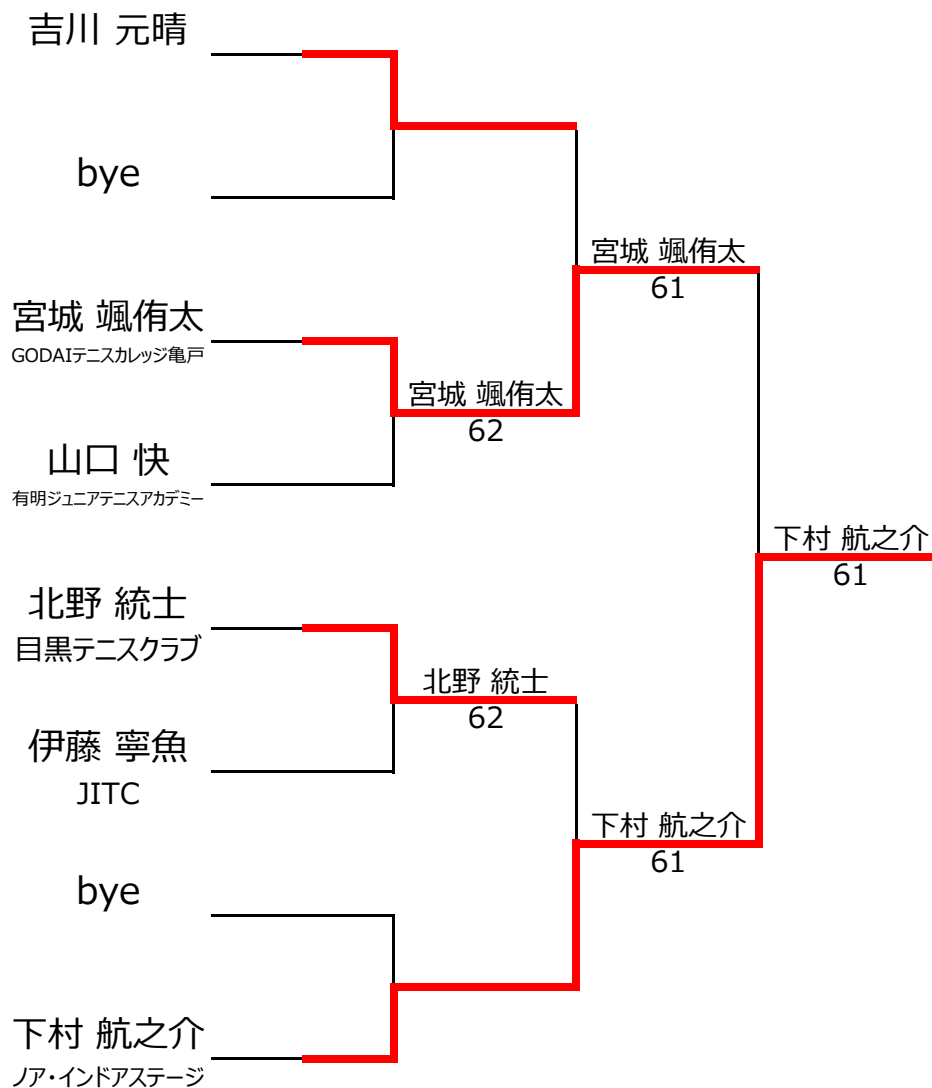 吉川 元晴
bye
宮城 颯侑太
61
宮城 颯侑太
GODAIテニスカレッジ亀戸
宮城 颯侑太
62
山口 快
有明ジュニアテニスアカデミー
下村 航之介
61
北野 統士
目黒テニスクラブ
北野 統士
62
伊藤 寧魚
JITC
下村 航之介
61
bye
下村 航之介
ノア・インドアステージ